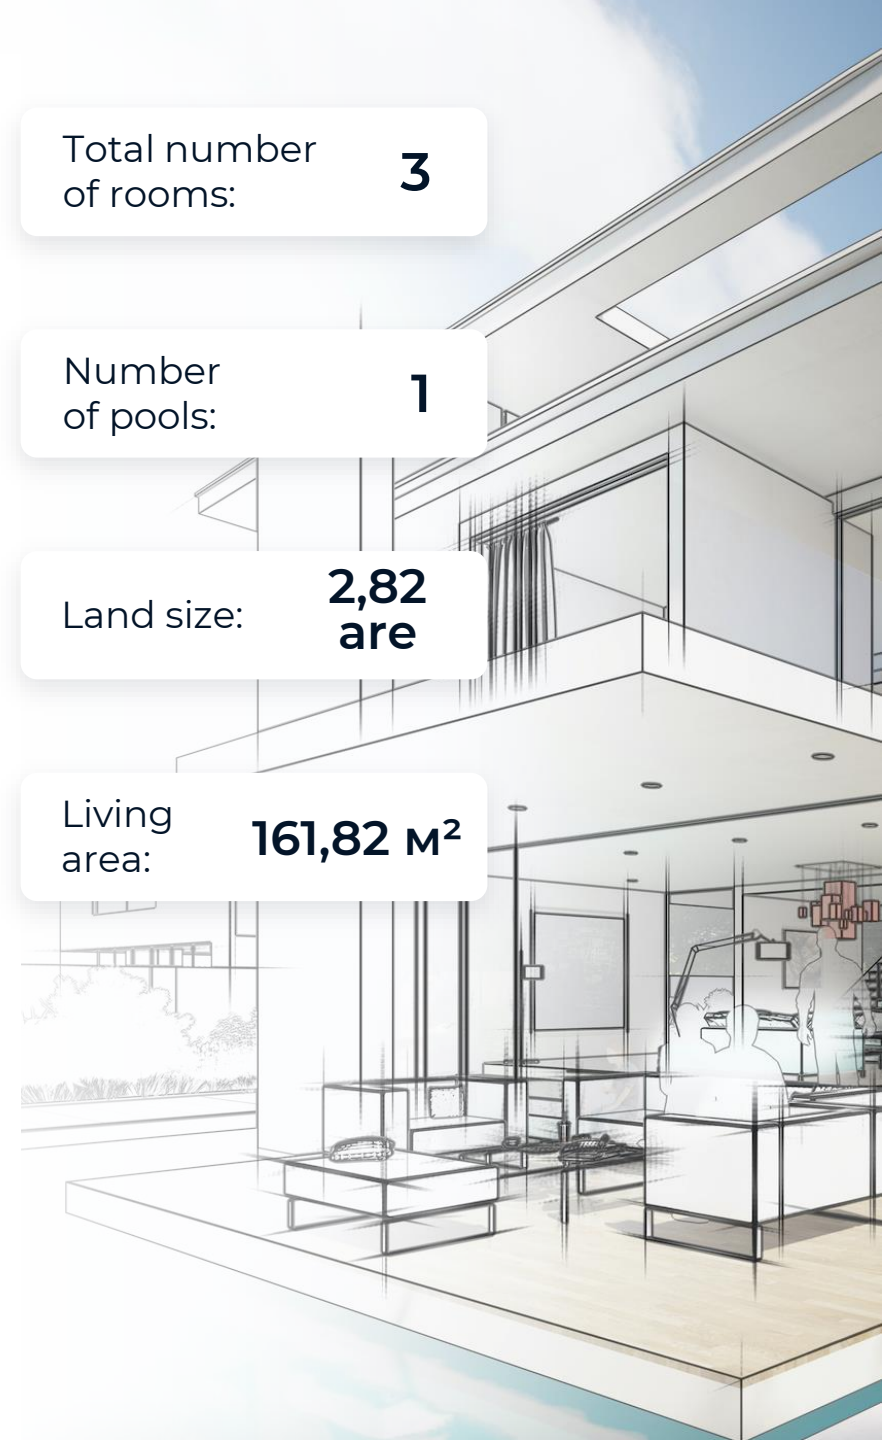 Total number
of rooms:
3
Number
of pools:
1
Land size:
2,82
are
Living
area:
161,82 м²